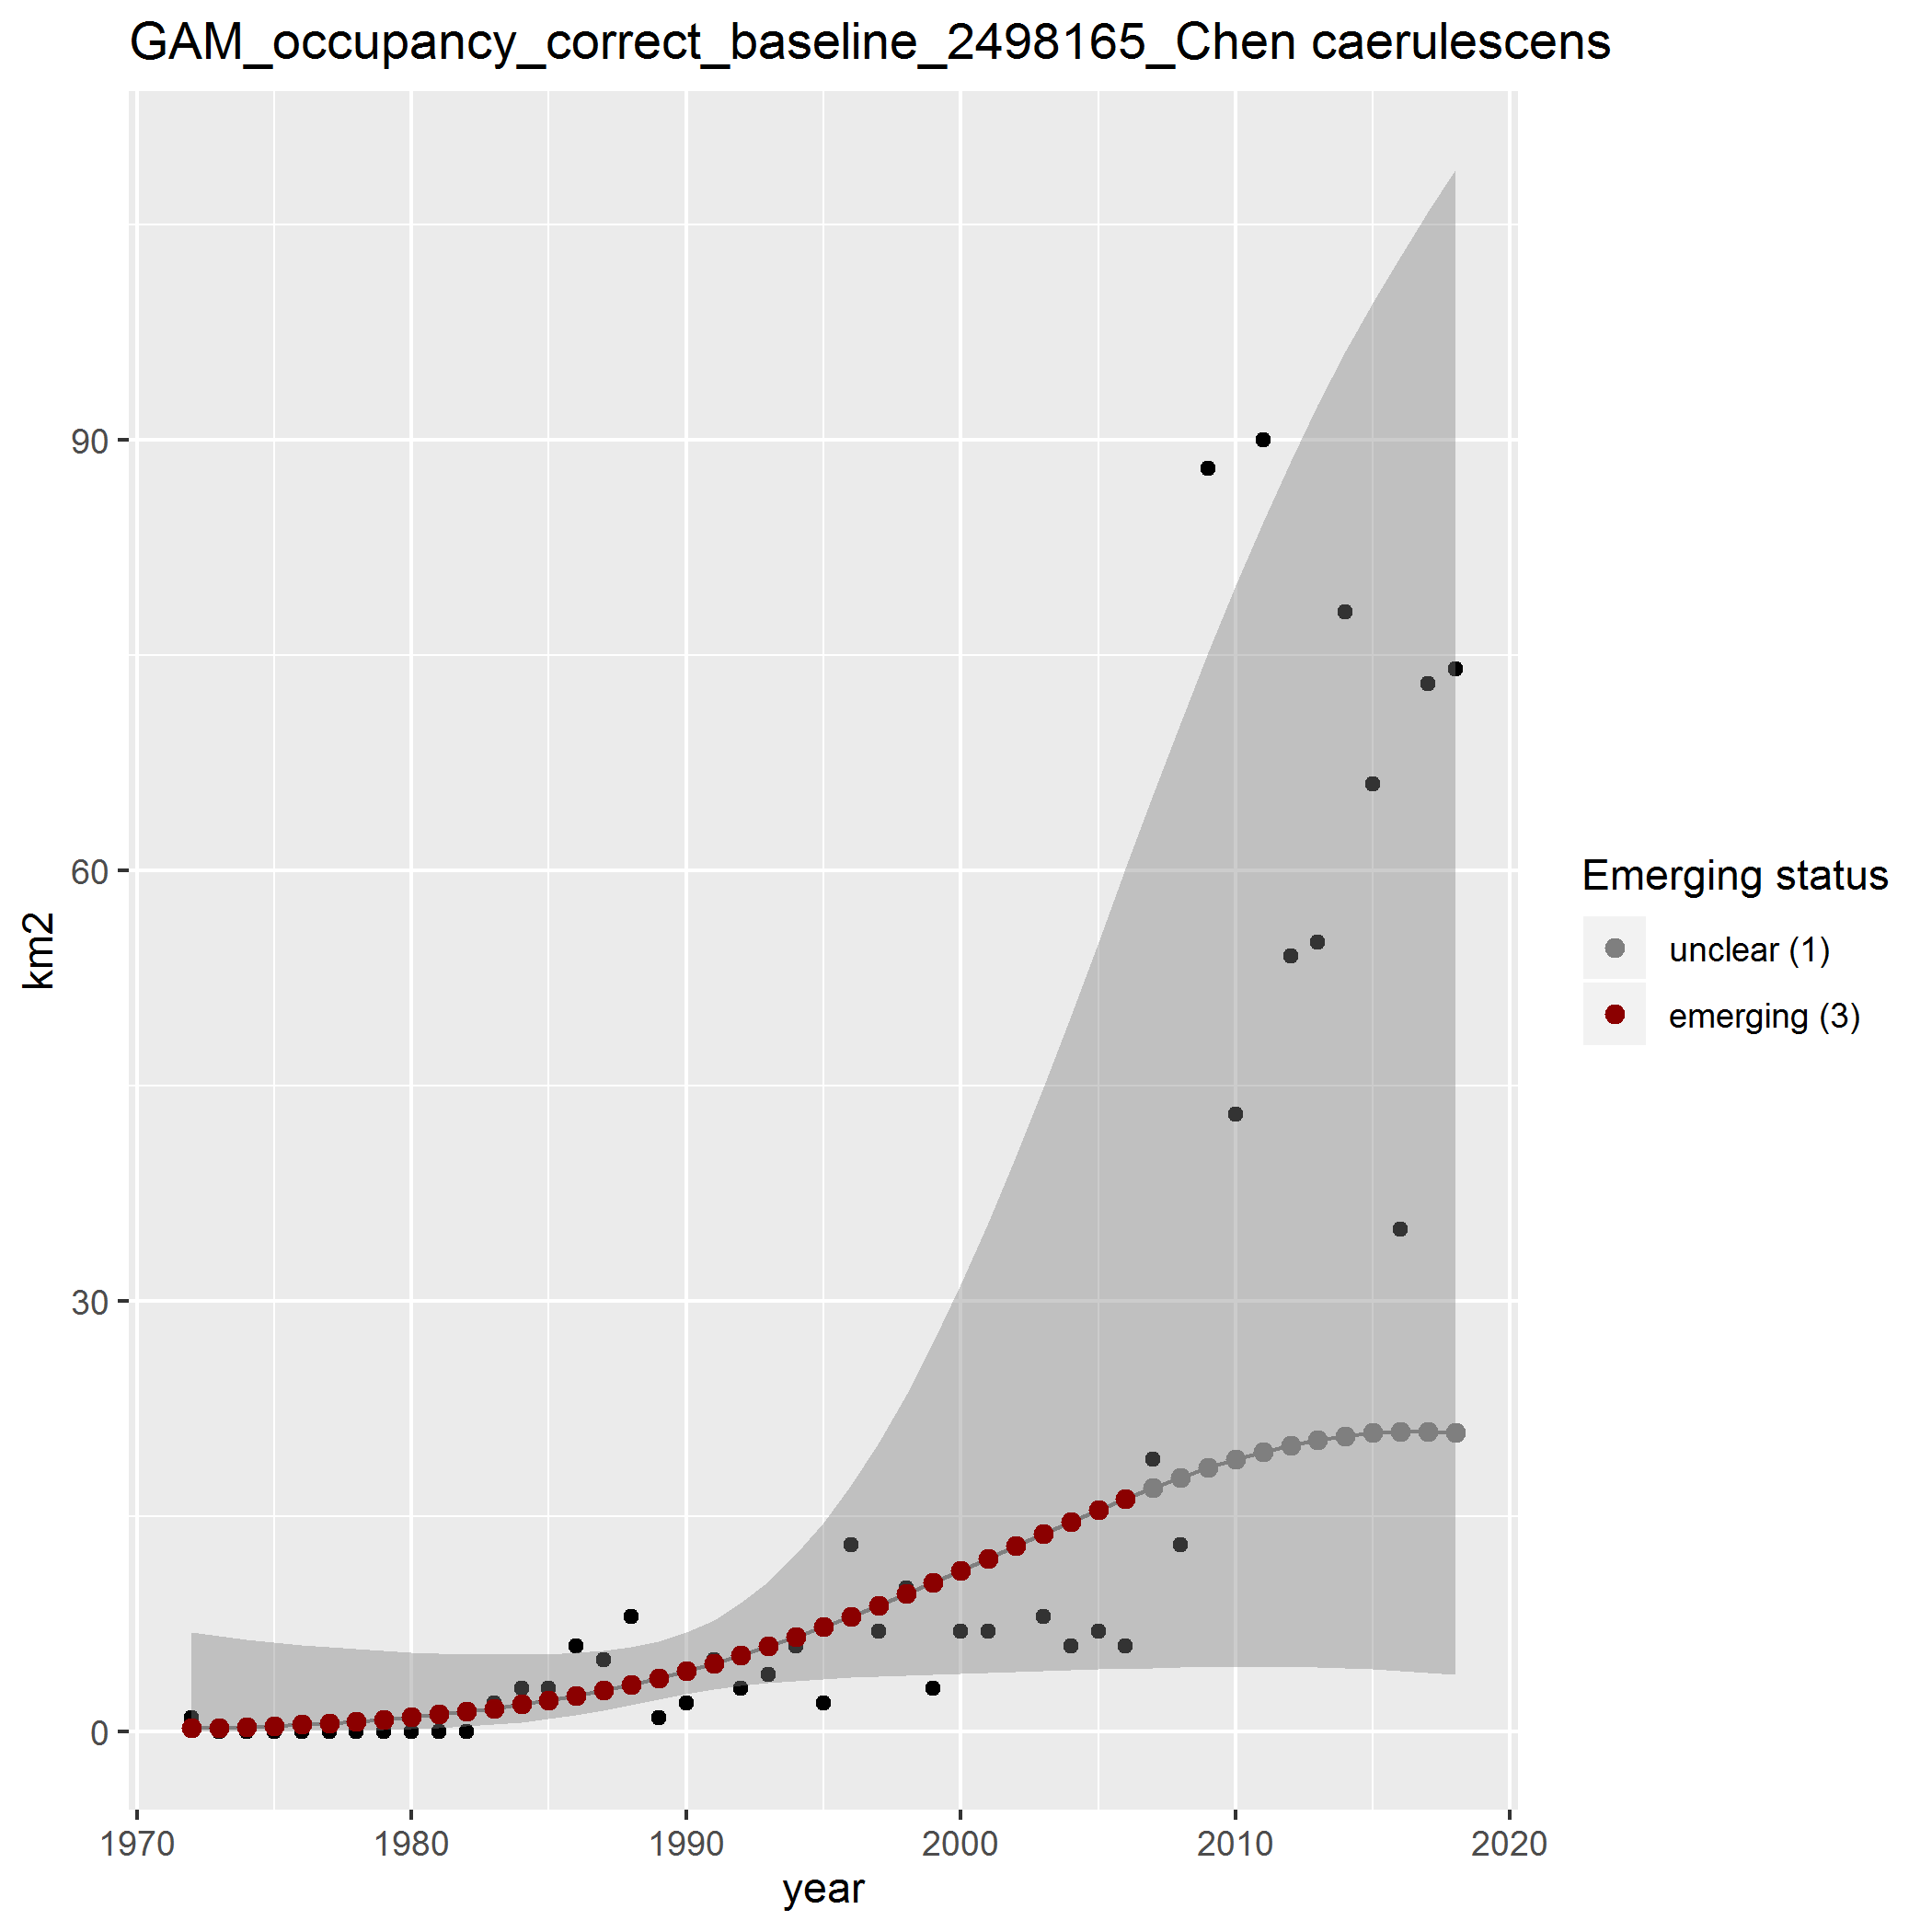 GAM_occupancy_correct_baseline_2498165_Chen caerulescens
90
60
30
0
km2
1970
1980
1990
2000
2010
2020
year
Emerging status
unclear (1)
emerging (3)